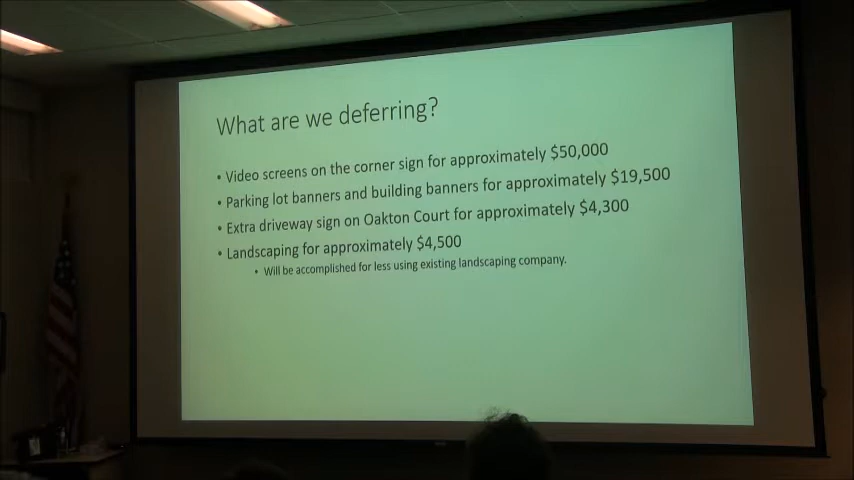 What are we deferring?
• Video screens on the corner sign for approximately $50,000
• Parking lot banners and building banners for approximately $19,500
• Extra driveway sign on Oakton Court for approximately $4,300
• Landscaping for approximately $4,500
• Will be accomplished for less using existing landscaping company.